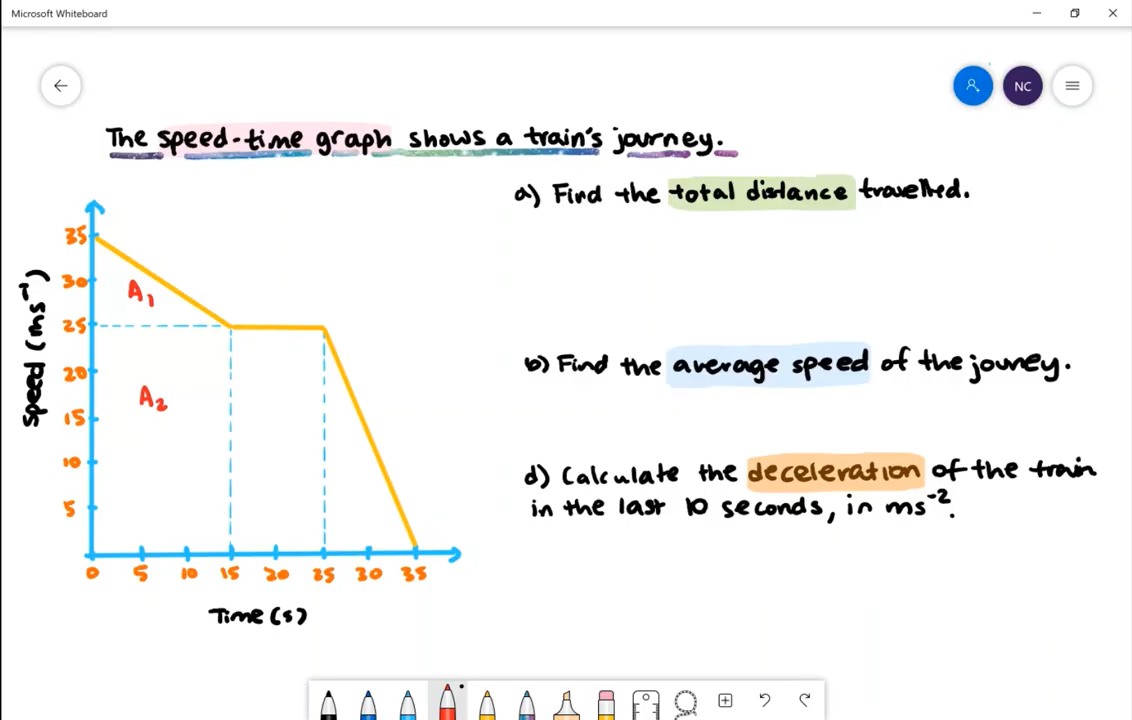 Microsoft Whiteboard
NC
The speed-time graph shows a train's journey.
a) Find the total distance travelled.
35
30
25
20
15
10
5
Speed (ms⁻¹)
A₁
A₂
0 5 10 15 20 25 30 35
Time (s)
b) Find the average speed of the journey.
d) Calculate the deceleration of the train
in the last 10 seconds, in ms⁻².